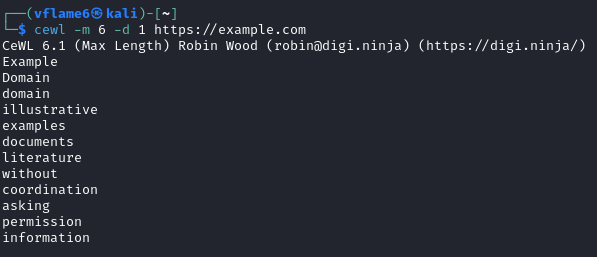 ┌──(vflame6㉿kali)-[~]
└─$ cewl -m 6 -d 1 https://example.com
CeWL 6.1 (Max Length) Robin Wood (robin@digi.ninja) (https://digi.ninja/)
Example
Domain
domain
illustrative
examples
documents
literature
without
coordination
asking
permission
information